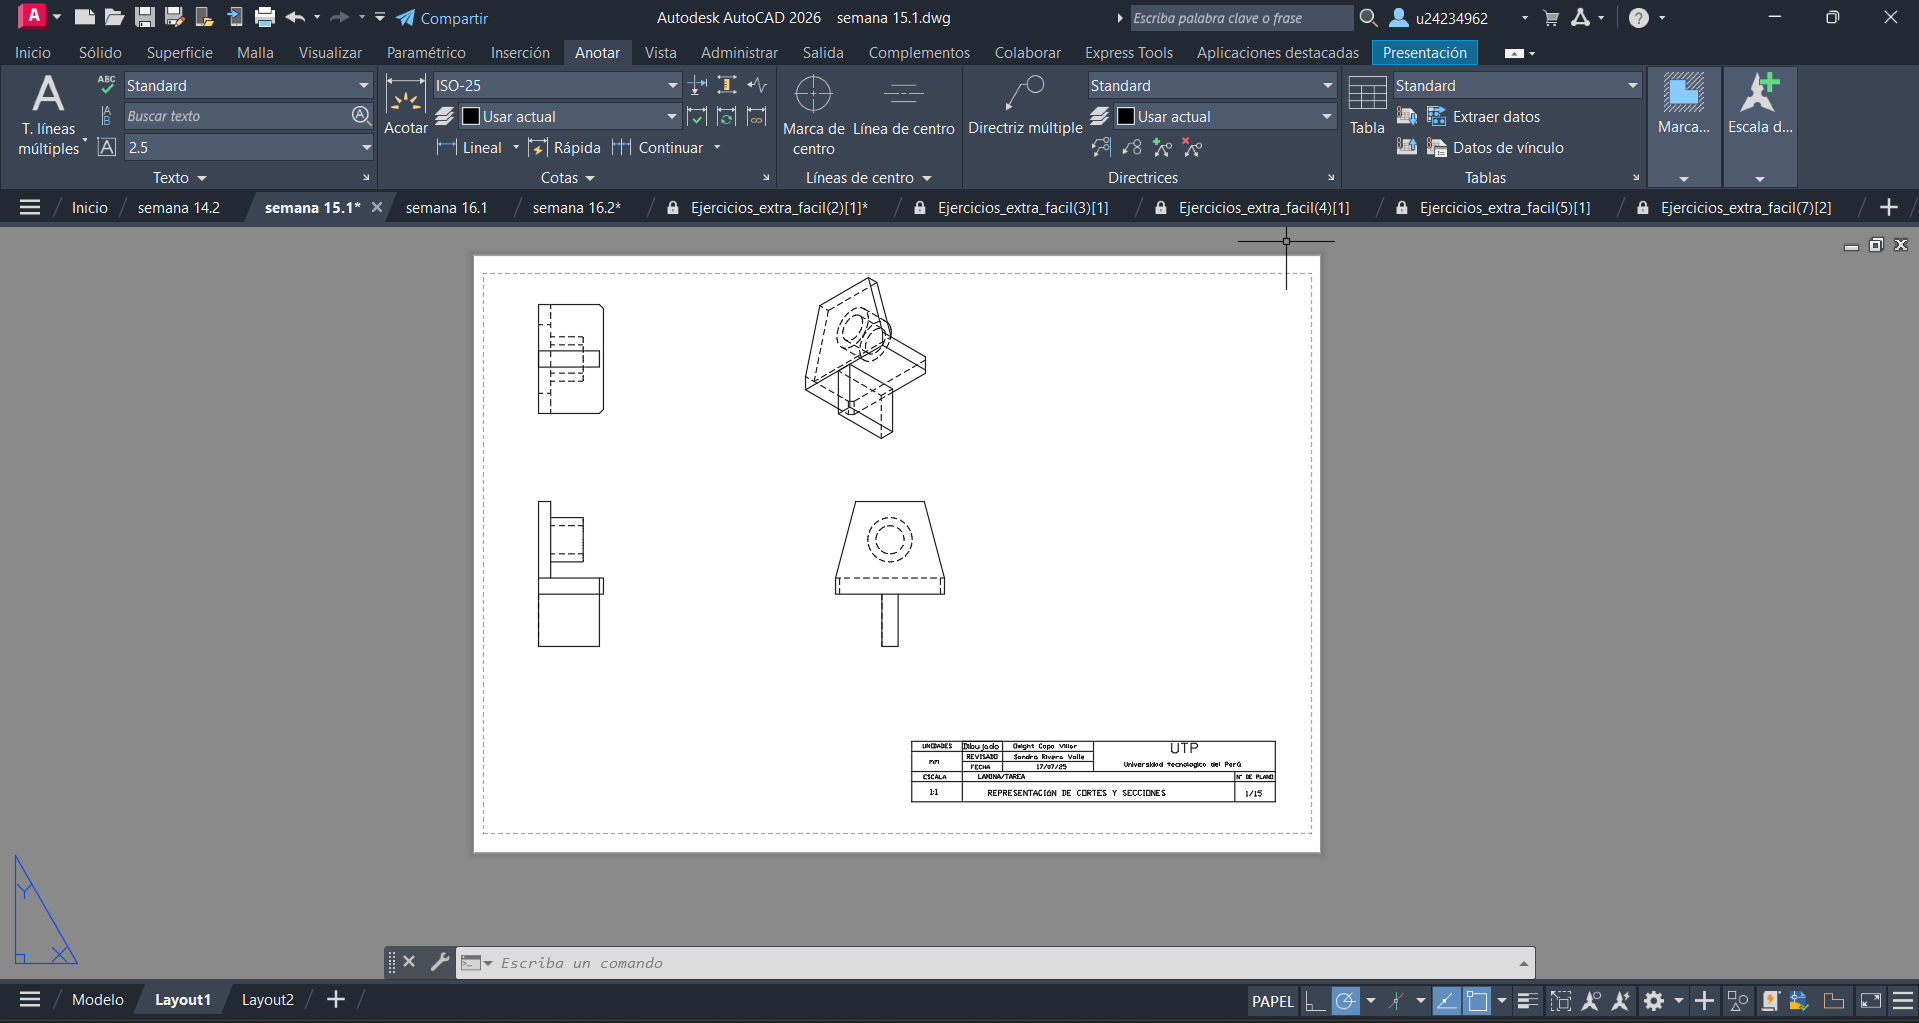 A Compartir Autodesk AutoCAD 2026 semana 15.1.dwg Escriba palabra clave o frase u24234962 ?
Inicio Sólido Superficie Malla Visualizar Paramétrico Inserción Anotar Vista Administrar Salida Complementos Colaborar Express Tools Aplicaciones destacadas Presentación
A T. líneas múltiples
ABC Standard
Buscar texto
2.5
Texto
Acotar
ISO-25
Usar actual
Lineal Rápida Continuar
Cotas
Marca de centro
Línea de centro
Líneas de centro
Directriz múltiple
Standard
Usar actual
Directrices
Tabla
Standard
Extraer datos
Datos de vínculo
Tablas
Marca...
Escala d...
Inicio semana 14.2 semana 15.1* semana 16.1 semana 16.2* Ejercicios_extra_facil(2)[1]* Ejercicios_extra_facil(3)[1] Ejercicios_extra_facil(4)[1] Ejercicios_extra_facil(5)[1] Ejercicios_extra_facil(7)[2]
UNIDADES Dibujado Dwight Capa Villar UTP
mm REVISADO Sandra Rivera Valle Universidad tecnologica del Perú
FECHA 17/07/25
ESCALA LAMINA/TAREA N° DE PLANO
1:1 REPRESENTACIÓN DE CORTES Y SECCIONES 1/15
Y
X
Escriba un comando
Modelo Layout1 Layout2
PAPEL